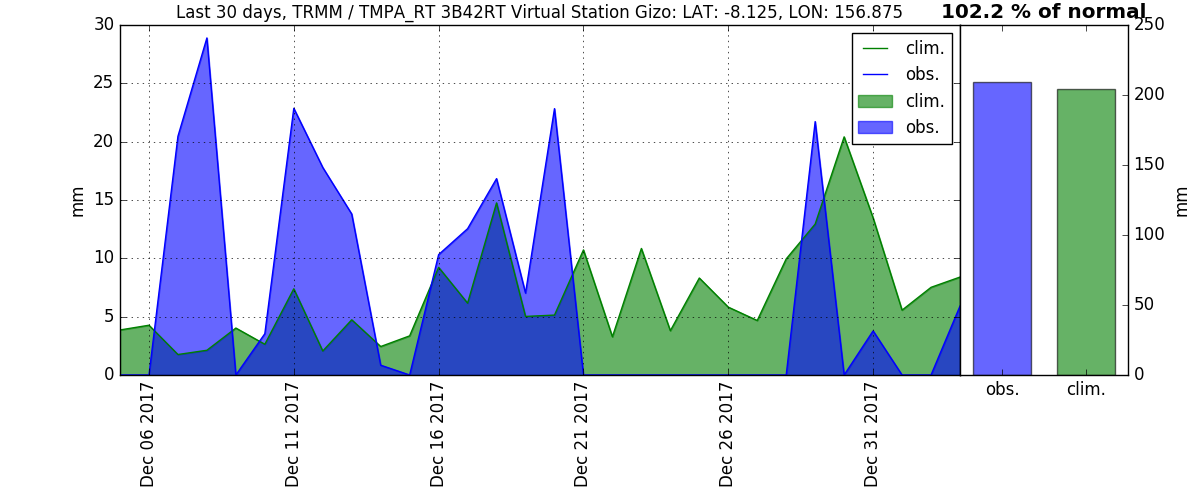 Last 30 days, TRMM / TMPA_RT 3B42RT Virtual Station Gizo: LAT: -8.125, LON: 156.875
102.2 % of normal
30
25
20
15
10
5
0
mm
clim.
obs.
clim.
obs.
250
200
150
100
50
0
mm
obs.
clim.
Dec 06 2017
Dec 11 2017
Dec 16 2017
Dec 21 2017
Dec 26 2017
Dec 31 2017